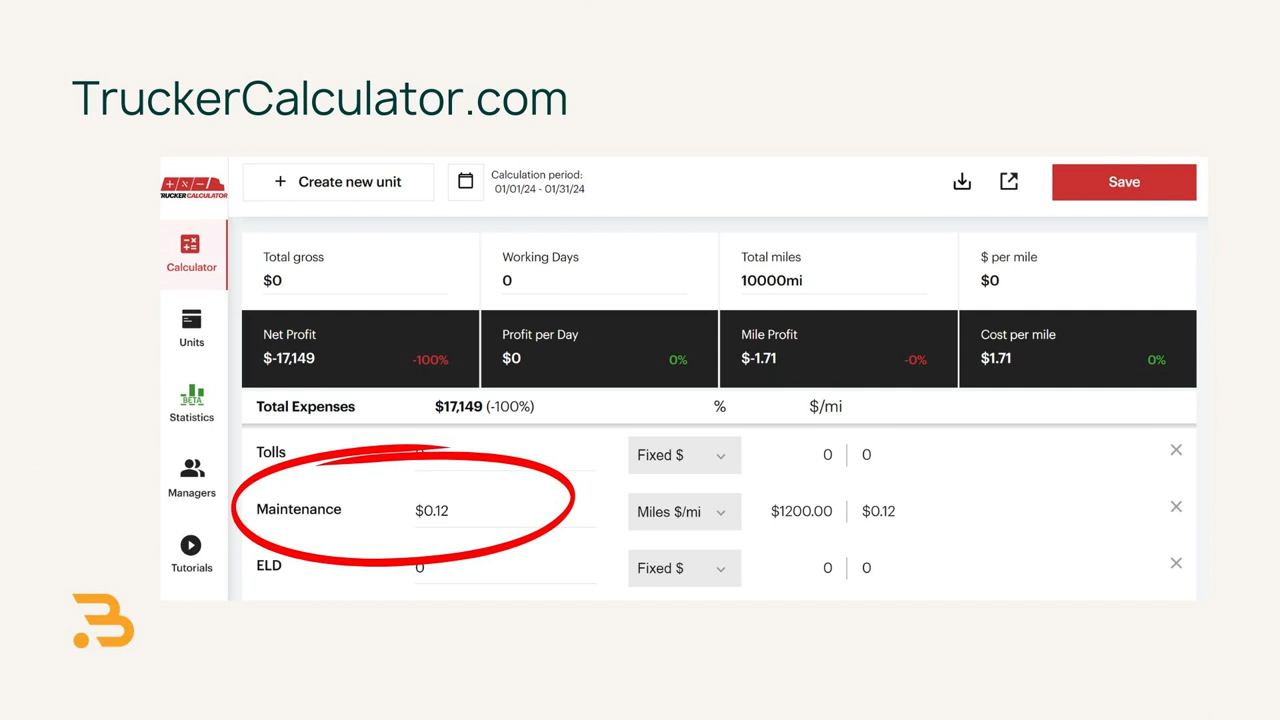 TruckerCalculator.com
TRUCKER CALCULATOR
+ Create new unit
Calculation period:
01/01/24 - 01/31/24
Save
Calculator
Units
BETA
Statistics
Managers
Tutorials
Total gross
$0
Working Days
0
Total miles
10000mi
$ per mile
$0
Net Profit
$-17,149 -100%
Profit per Day
$0 0%
Mile Profit
$-1.71 -0%
Cost per mile
$1.71 0%
Total Expenses $17,149 (-100%) % $/mi
Tolls 0 Fixed $ 0 0
Maintenance $0.12 Miles $/mi $1200.00 $0.12
ELD 0 Fixed $ 0 0